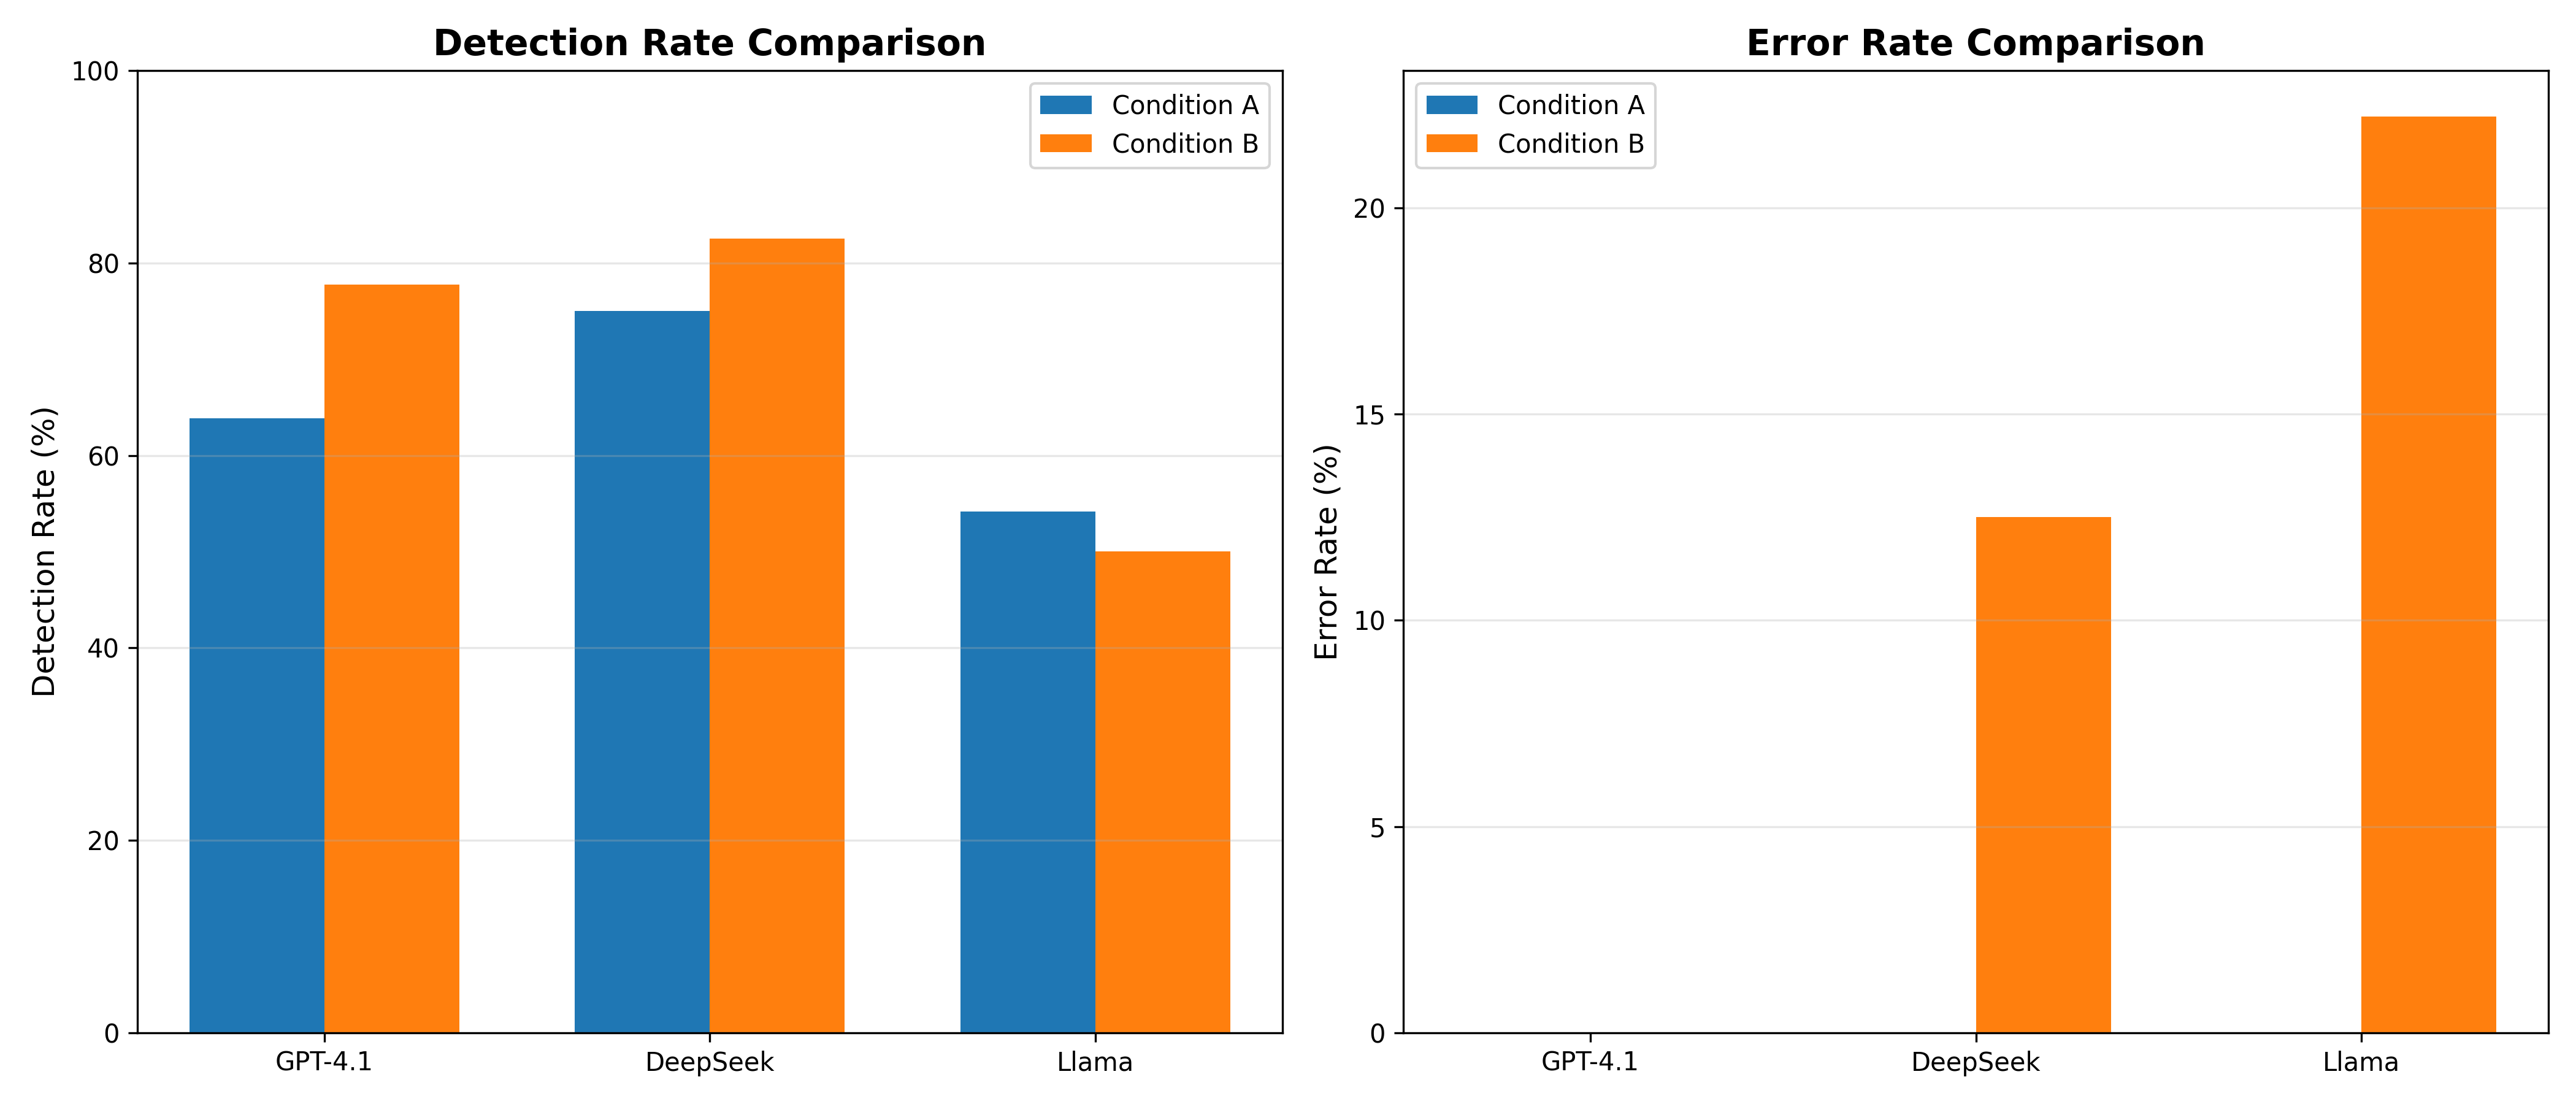 Detection Rate Comparison
Detection Rate (%)
100
80
60
40
20
0
Condition A
Condition B
GPT-4.1 DeepSeek Llama
Error Rate Comparison
Error Rate (%)
20
15
10
5
0
Condition A
Condition B
GPT-4.1 DeepSeek Llama